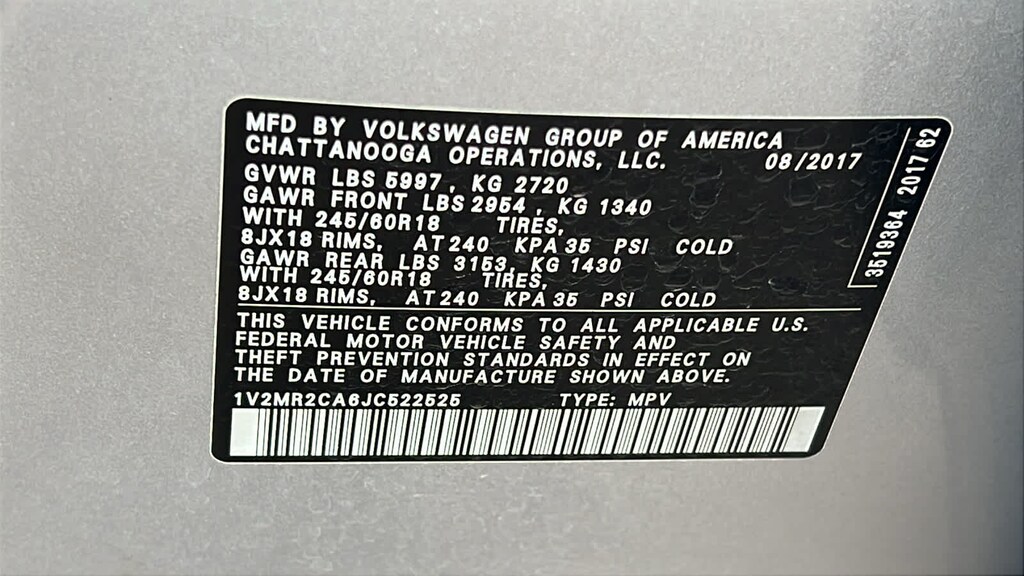 MFD BY VOLKSWAGEN GROUP OF AMERICA
CHATTANOOGA OPERATIONS, LLC. 08/2017
GVWR LBS 5997, KG 2720
GAWR FRONT LBS 2954, KG 1340
WITH 245/60R18 TIRES,
8JX18 RIMS, AT 240 KPA 35 PSI COLD
GAWR REAR LBS 3153, KG 1430
WITH 245/60R18 TIRES,
8JX18 RIMS, AT 240 KPA 35 PSI COLD
THIS VEHICLE CONFORMS TO ALL APPLICABLE U.S.
FEDERAL MOTOR VEHICLE SAFETY AND
THEFT PREVENTION STANDARDS IN EFFECT ON
THE DATE OF MANUFACTURE SHOWN ABOVE.
1V2MR2CA6JC522525 TYPE: MPV
3519364 2017 62